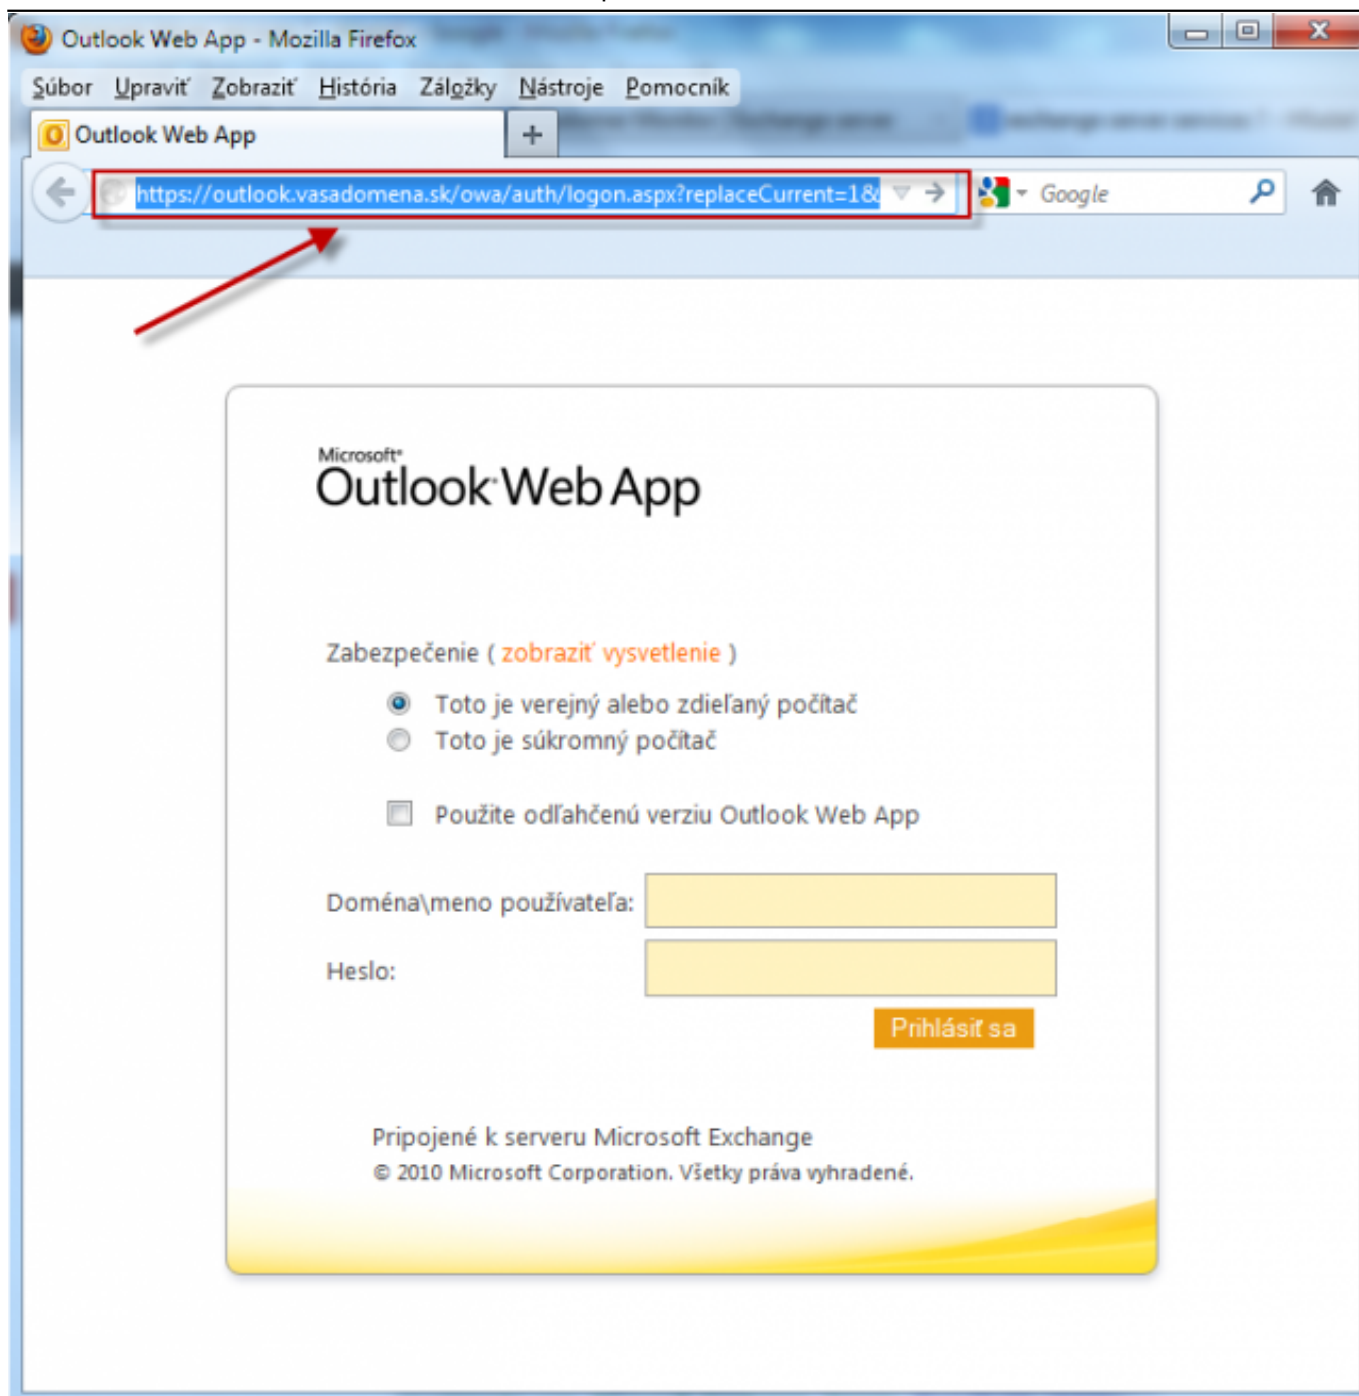 Outlook Web App - Mozilla Firefox
Súbor Upraviť Zobraziť História Záložky Nástroje Pomocník
Outlook Web App
https://outlook.vasadomena.sk/owa/auth/logon.aspx?replaceCurrent=1& Google
Microsoft
Outlook Web App
Zabezpečenie ( zobraziť vysvetlenie )
Toto je verejný alebo zdieľaný počítač
Toto je súkromný počítač
Použite odľahčenú verziu Outlook Web App
Doména\meno používateľa:
Heslo:
Prihlásiť sa
Pripojené k serveru Microsoft Exchange
© 2010 Microsoft Corporation. Všetky práva vyhradené.